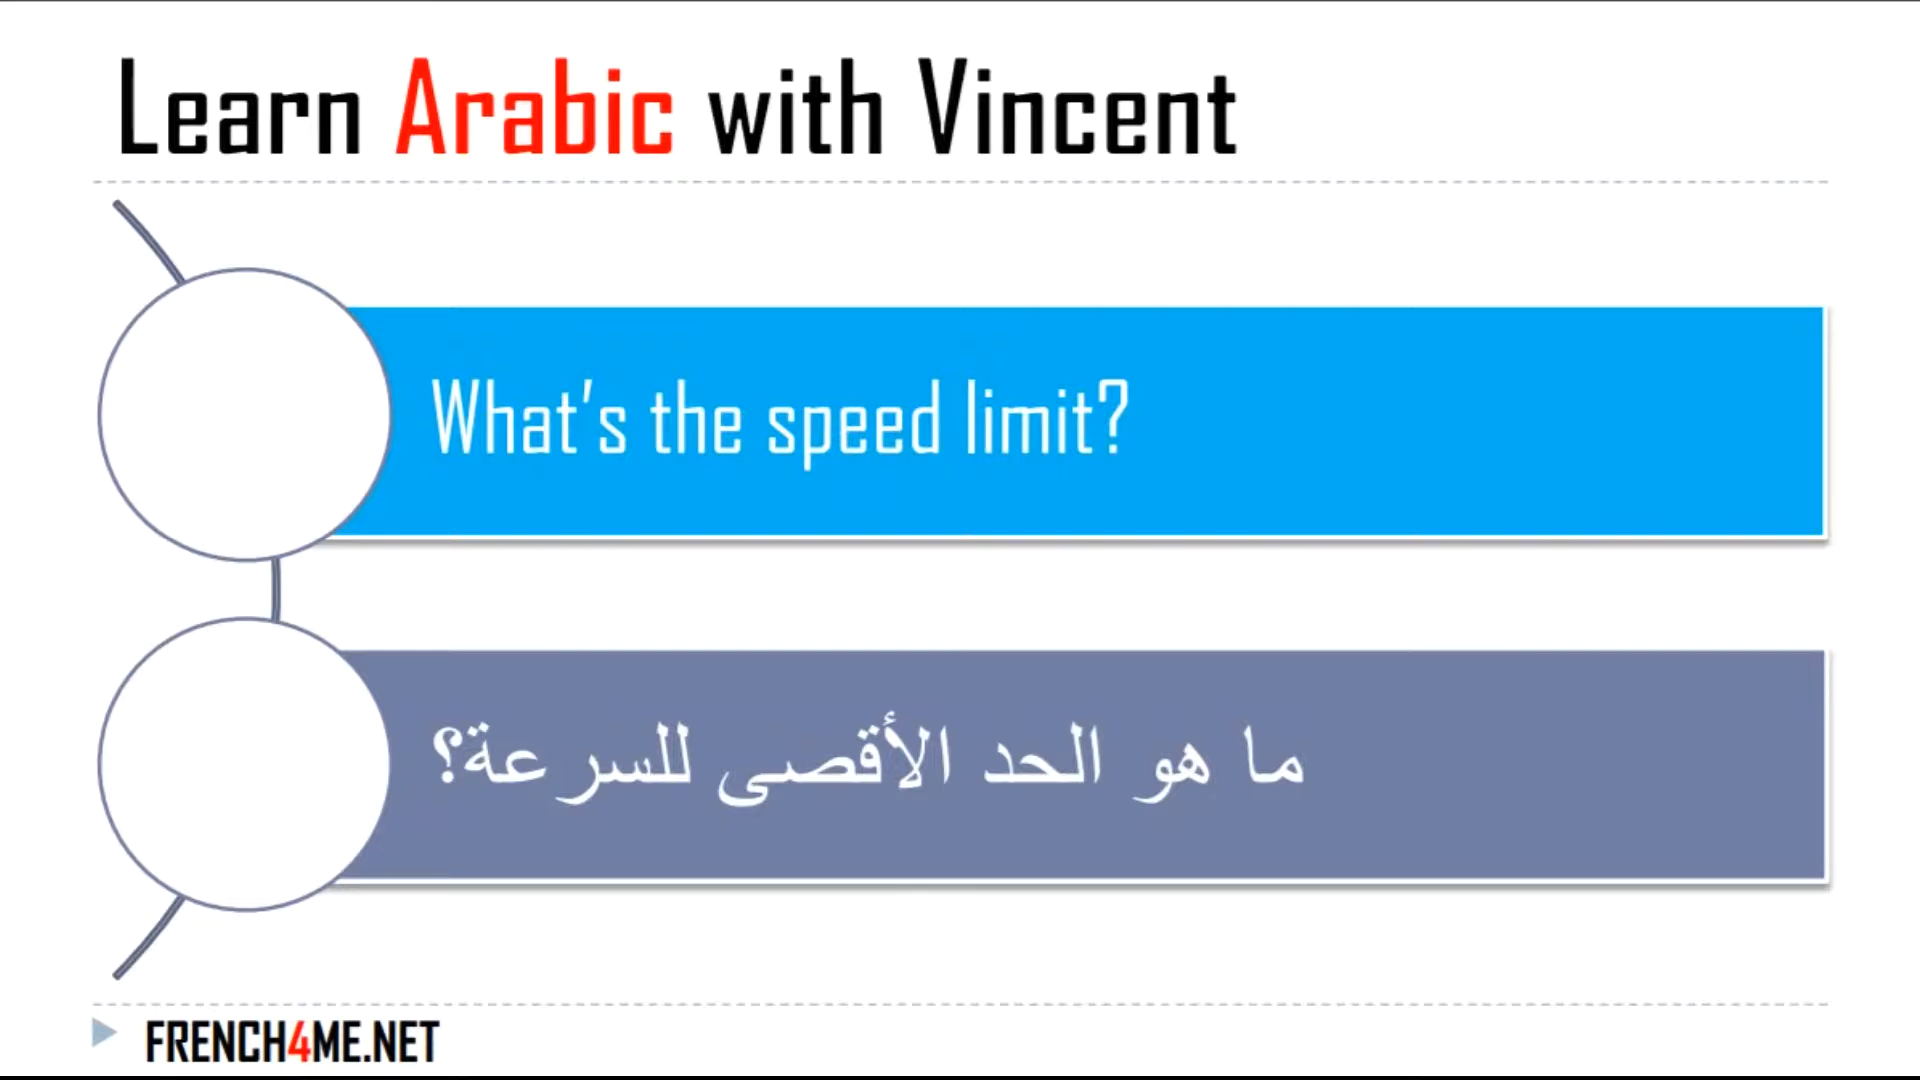 Learn Arabic with Vincent
What's the speed limit?
ما هو الحد الأقصى للسرعة؟
FRENCH4ME.NET